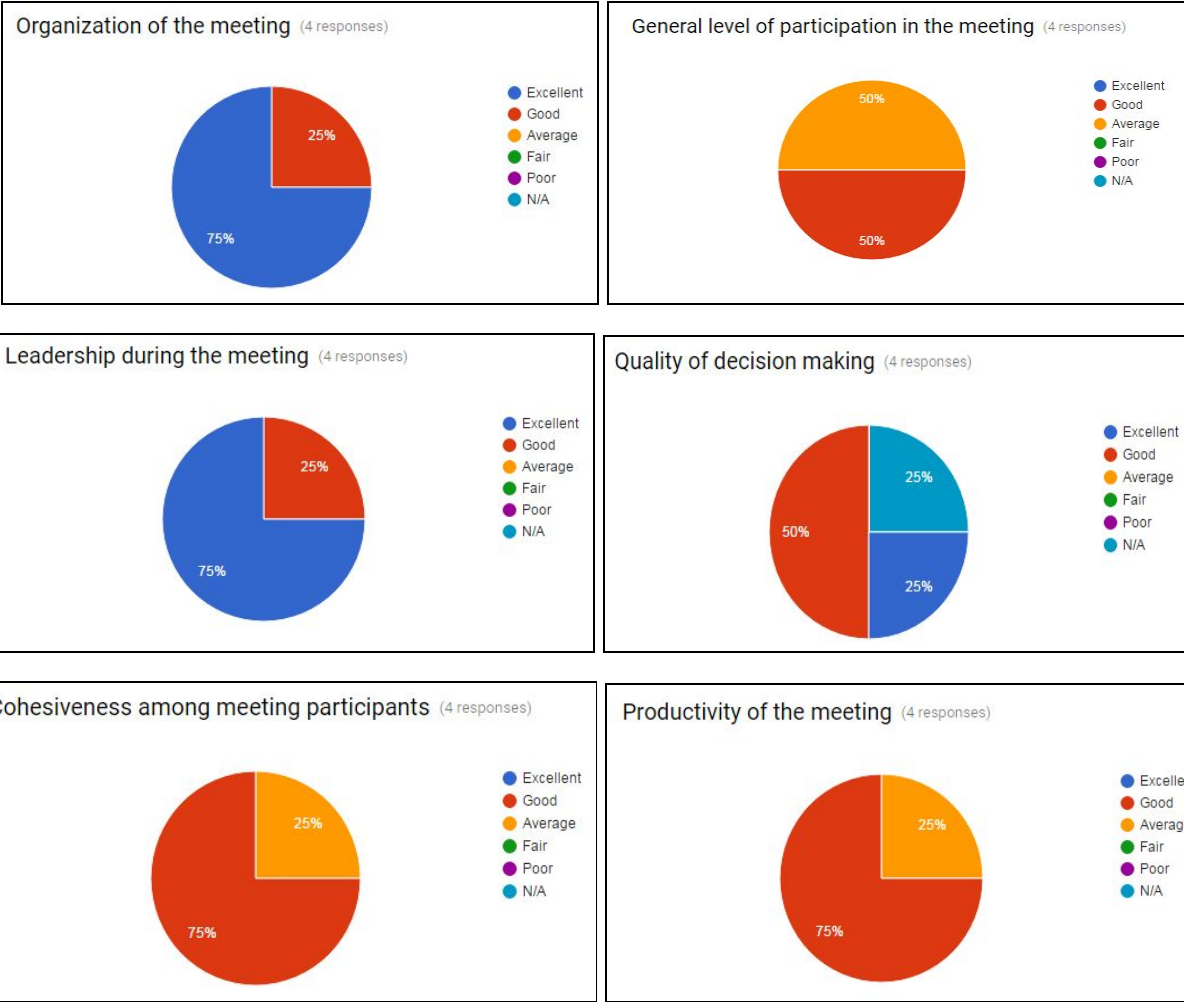 Organization of the meeting (4 responses)
Excellent
Good
Average
Fair
Poor
N/A
25%
75%
General level of participation in the meeting (4 responses)
Excellent
Good
Average
Fair
Poor
N/A
50%
50%
Leadership during the meeting (4 responses)
Excellent
Good
Average
Fair
Poor
N/A
25%
75%
Quality of decision making (4 responses)
Excellent
Good
Average
Fair
Poor
N/A
25%
50%
25%
Cohesiveness among meeting participants (4 responses)
Excellent
Good
Average
Fair
Poor
N/A
25%
75%
Productivity of the meeting (4 responses)
Excelle
Good
Averag
Fair
Poor
N/A
25%
75%